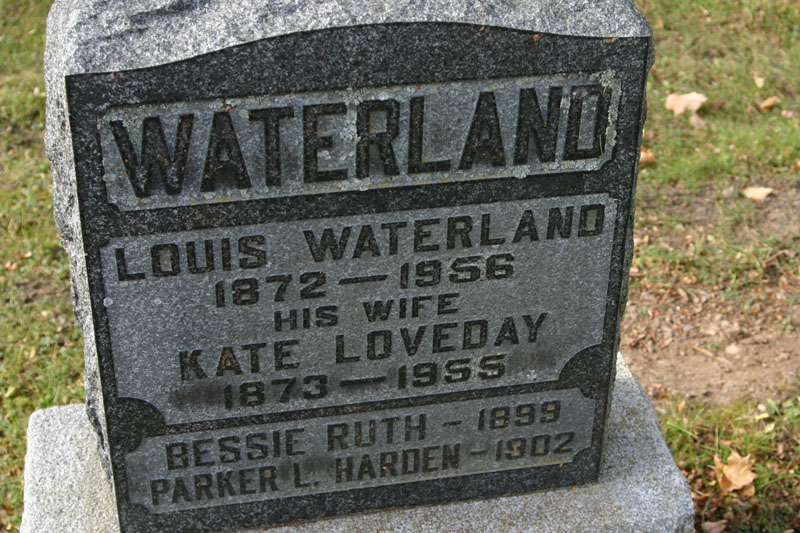 WATERLAND
LOUIS WATERLAND
1872 — 1956
HIS WIFE
KATE LOVEDAY
1873 — 1955
BESSIE RUTH - 1899
PARKER L. HARDEN - 1902